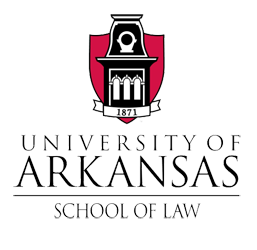 1871
UNIVERSITY OF
ARKANSAS
SCHOOL OF LAW